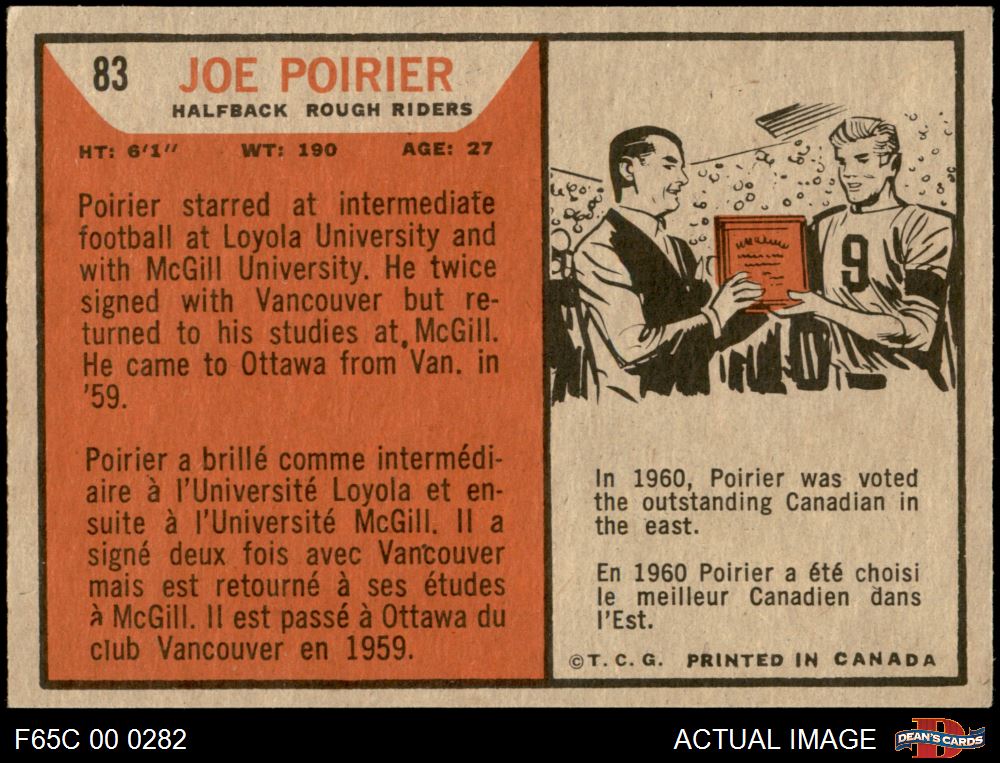 83 JOE POIRIER
HALFBACK ROUGH RIDERS
HT: 6'1" WT: 190 AGE: 27
Poirier starred at intermediate
football at Loyola University and
with McGill University. He twice
signed with Vancouver but re-
turned to his studies at McGill.
He came to Ottawa from Van. in
'59.
Poirier a brillé comme intermédi-
aire à l'Université Loyola et en-
suite à l'Université McGill. Il a
signé deux fois avec Vancouver
mais est retourné à ses études
à McGill. Il est passé à Ottawa du
club Vancouver en 1959.
9
In 1960, Poirier was voted
the outstanding Canadian in
the east.
En 1960 Poirier a été choisi
le meilleur Canadien dans
l'Est.
©T. C. G. PRINTED IN CANADA
F65C 00 0282
ACTUAL IMAGE
DEAN'S CARDS